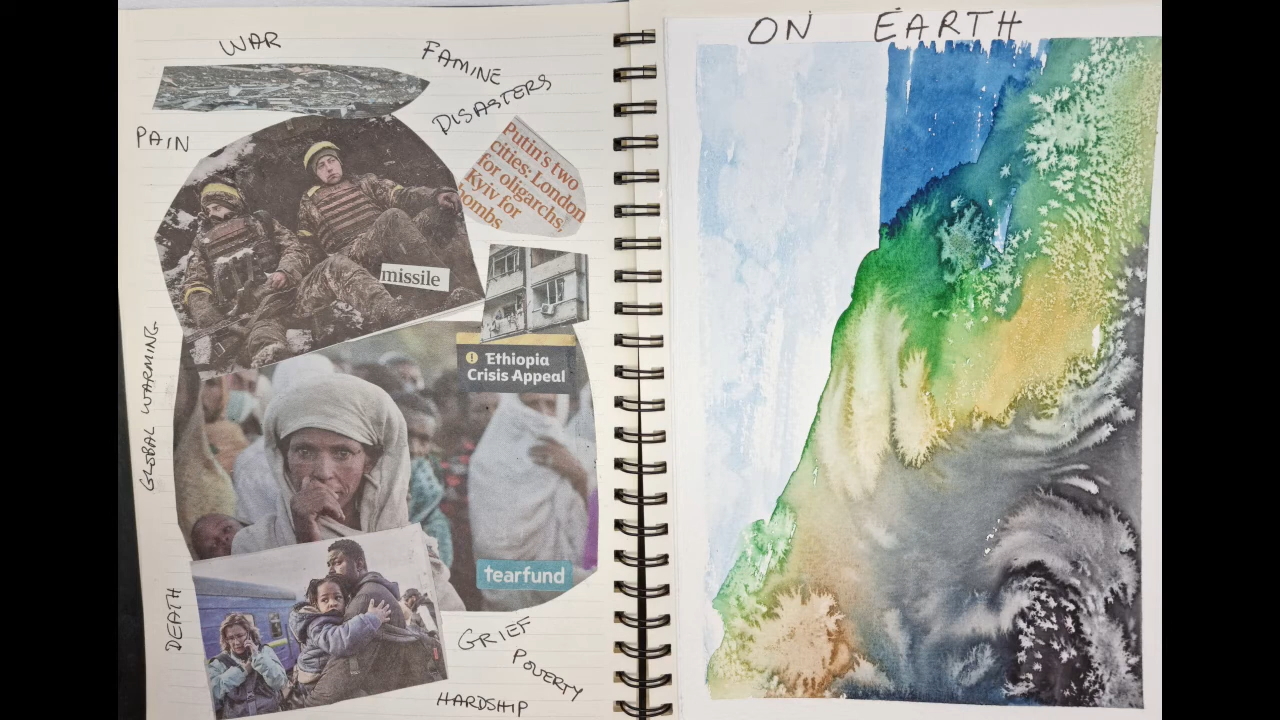 WAR
FAMINE
DISASTERS
PAIN
Putin's two
cities: London
for oligarchs,
Kyiv for
bombs
missile
GLOBAL WARMING
! Ethiopia
Crisis Appeal
tearfund
DEATH
GRIEF
POVERTY
HARDSHIP
ON EARTH